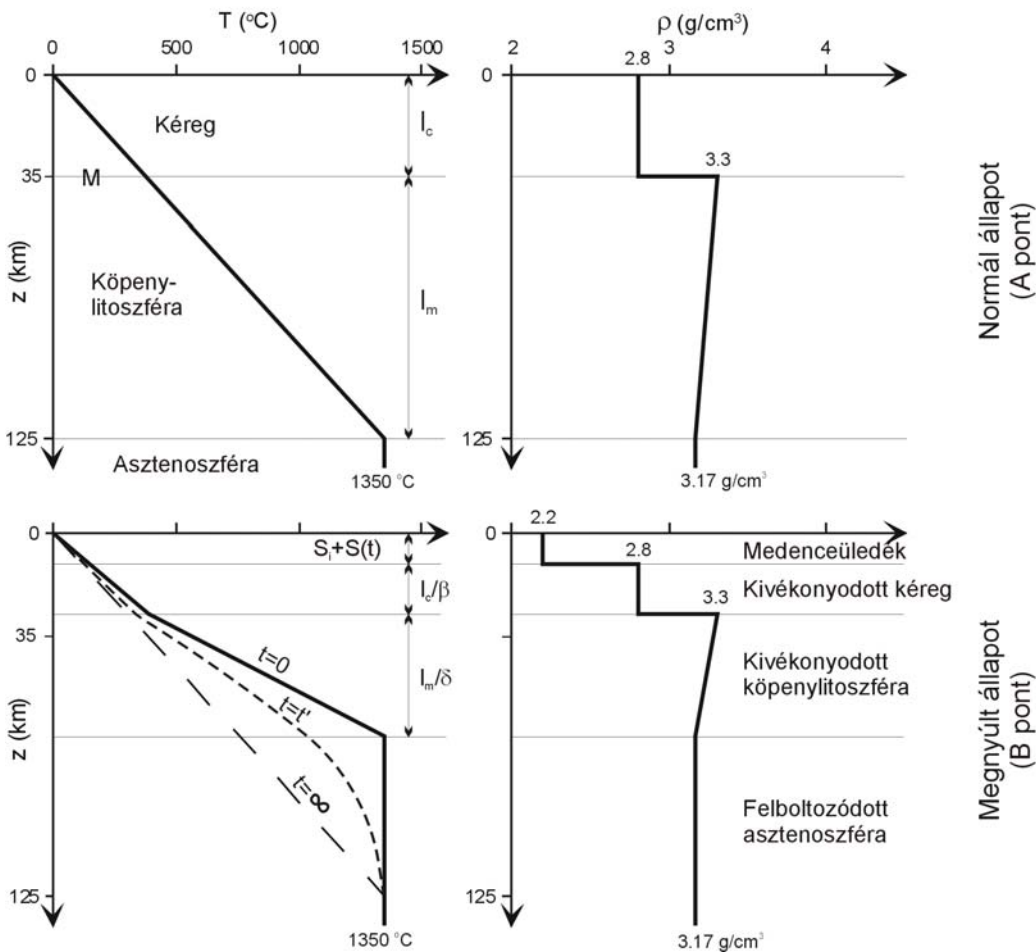 T (°C)
0 500 1000 1500
0
Kéreg
l_c
35
M
z (km)
Köpeny-
litoszféra
l_m
125
Asztenoszféra
1350 °C
ρ (g/cm³)
2 3 4
2.8
0
3.3
125
3.17 g/cm³
Normál állapot
(A pont)
0
S_i+S(t)
l_c/β
35
t=0
l_m/δ
t=t'
z (km)
t=∞
125
1350 °C
2.2
0
2.8
Medenceüledék
Kivékonyodott kéreg
3.3
Kivékonyodott
köpenylitoszféra
Felboltozódott
asztenoszféra
125
3.17 g/cm³
Megnyúlt állapot
(B pont)